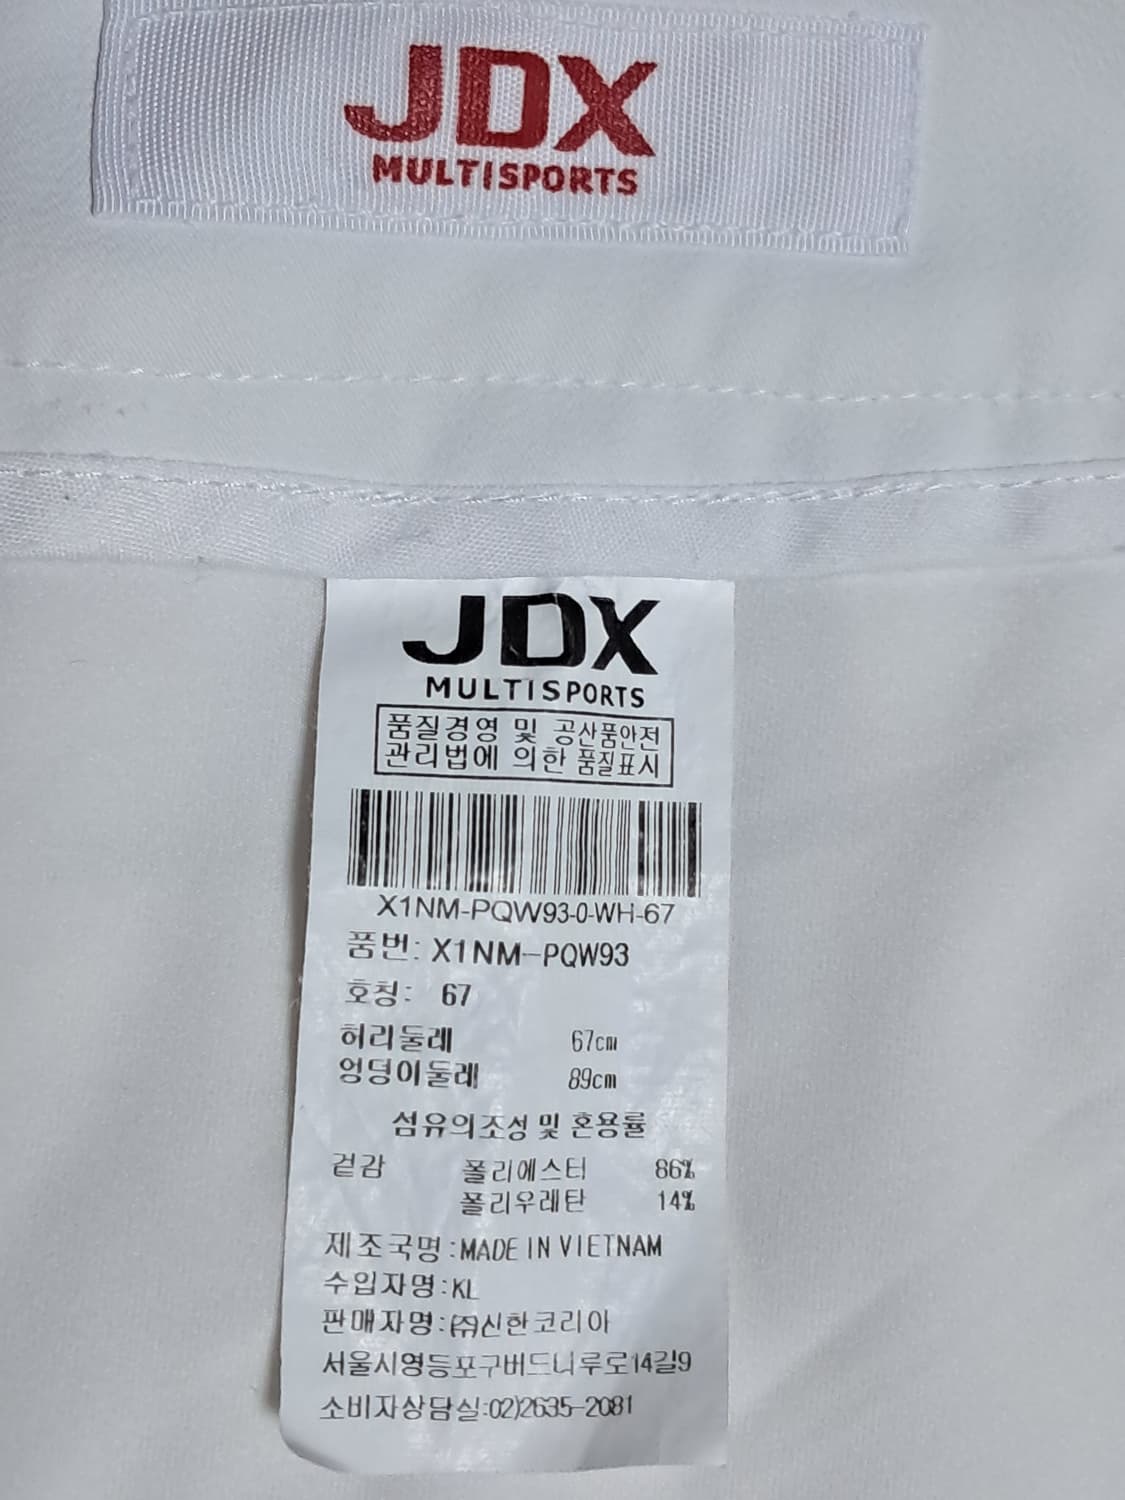 JDX
MULTISPORTS
JDX
MULTISPORTS
품질경영 및 공산품안전
관리법에 의한 품질표시
X1NM-PQW93-0-WH-67
품번: X1NM-PQW93
호칭: 67
허리둘레 67cm
엉덩이둘레 89cm
섬유의조성 및 혼용률
겉감 폴리에스터 86%
폴리우레탄 14%
제조국명:MADE IN VIETNAM
수입자명:KL
판매자명:㈜신한코리아
서울시영등포구버드나루로14길9
소비자상담실:02)2635-2081